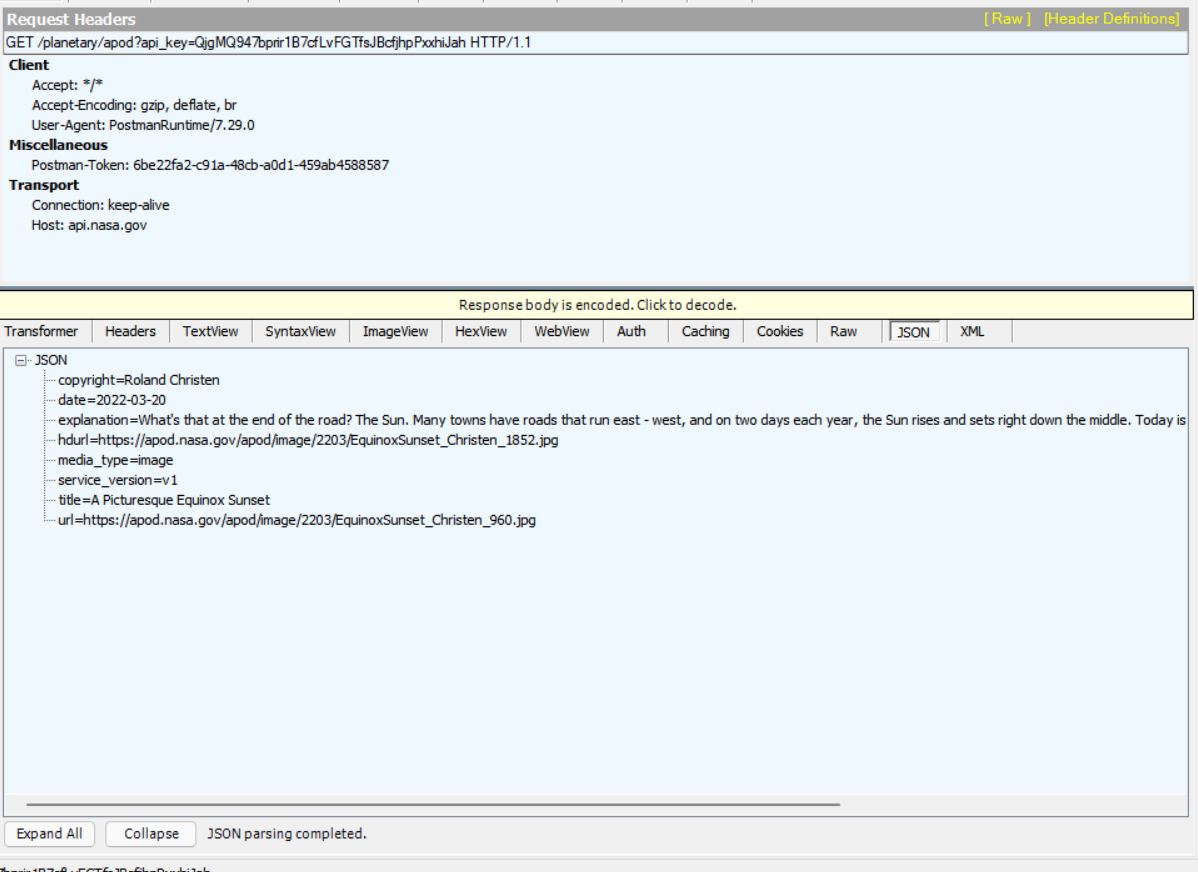 Request Headers [ Raw ] [Header Definitions]
GET /planetary/apod?api_key=QjgMQ947bprir1B7cfLvFGTfsJBcfjhpPxxhiJah HTTP/1.1
Client
Accept: */*
Accept-Encoding: gzip, deflate, br
User-Agent: PostmanRuntime/7.29.0
Miscellaneous
Postman-Token: 6be22fa2-c91a-48cb-a0d1-459ab4588587
Transport
Connection: keep-alive
Host: api.nasa.gov
Response body is encoded. Click to decode.
Transformer Headers TextView SyntaxView ImageView HexView WebView Auth Caching Cookies Raw JSON XML
JSON
copyright=Roland Christen
date=2022-03-20
explanation=What's that at the end of the road? The Sun. Many towns have roads that run east - west, and on two days each year, the Sun rises and sets right down the middle. Today is
hdurl=https://apod.nasa.gov/apod/image/2203/EquinoxSunset_Christen_1852.jpg
media_type=image
service_version=v1
title=A Picturesque Equinox Sunset
url=https://apod.nasa.gov/apod/image/2203/EquinoxSunset_Christen_960.jpg
Expand All Collapse JSON parsing completed.